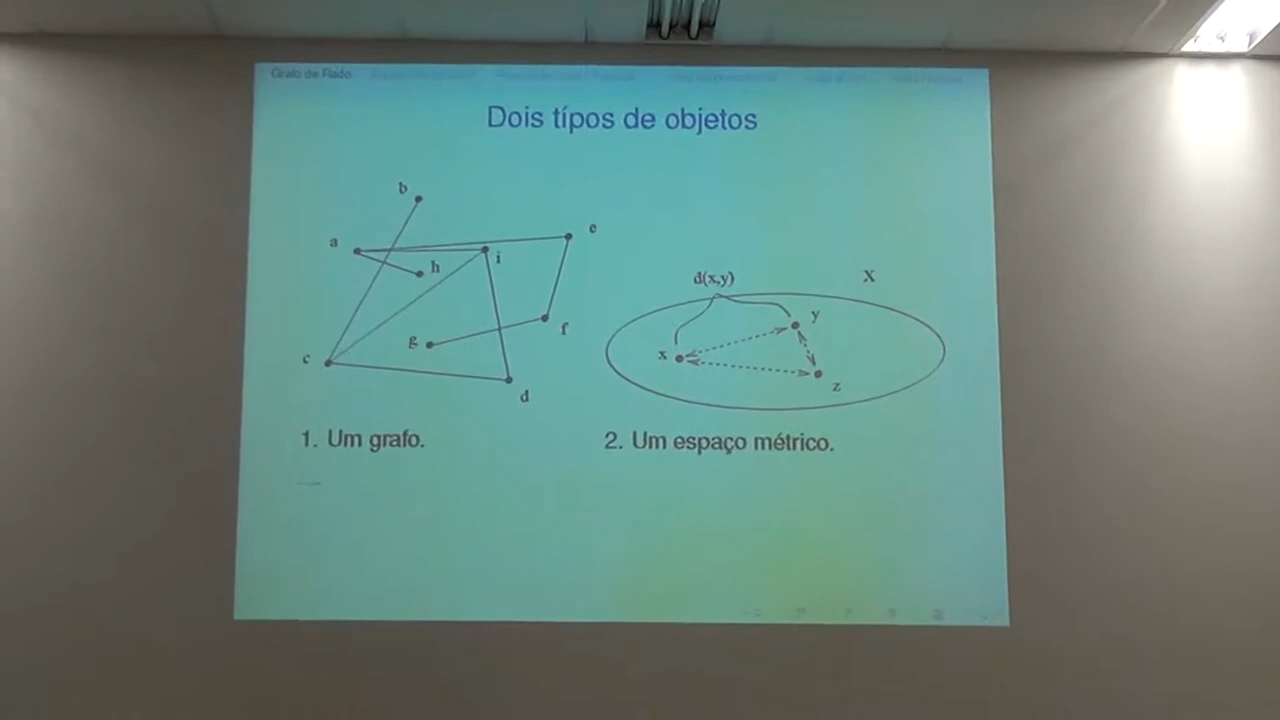 Grafo de Rado
Dois típos de objetos
b
a
e
h
i
g
f
c
d
d(x,y)
X
y
x
z
1. Um grafo.
2. Um espaço métrico.